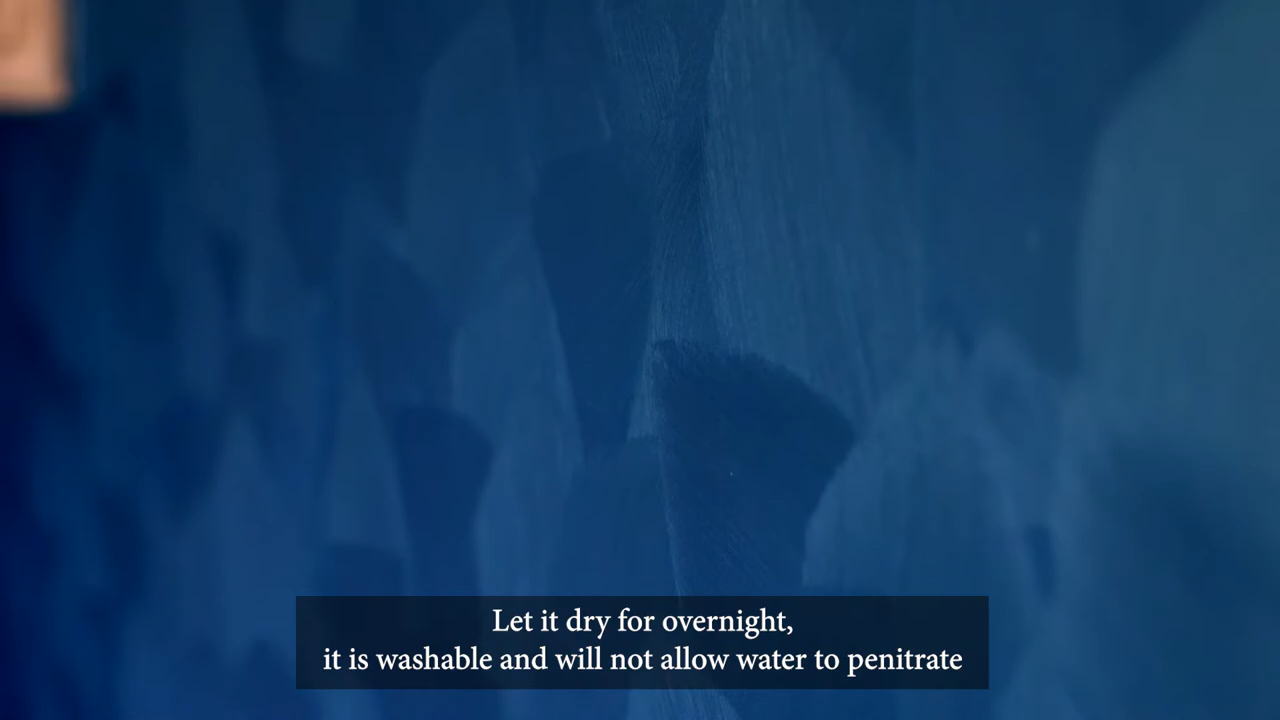 Let it dry for overnight,
it is washable and will not allow water to penitrate